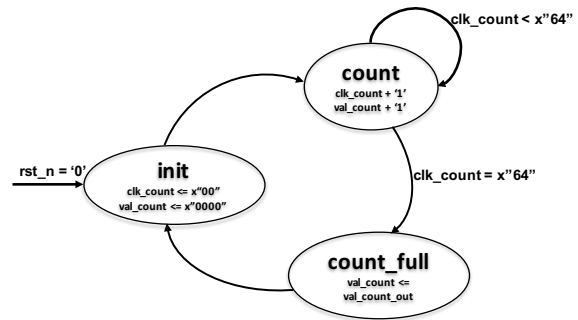 clk_count < x"64"
count
clk_count + '1'
val_count + '1'
rst_n = '0'
init
clk_count <= x"00"
val_count <= x"0000"
clk_count = x"64"
count_full
val_count <=
val_count_out